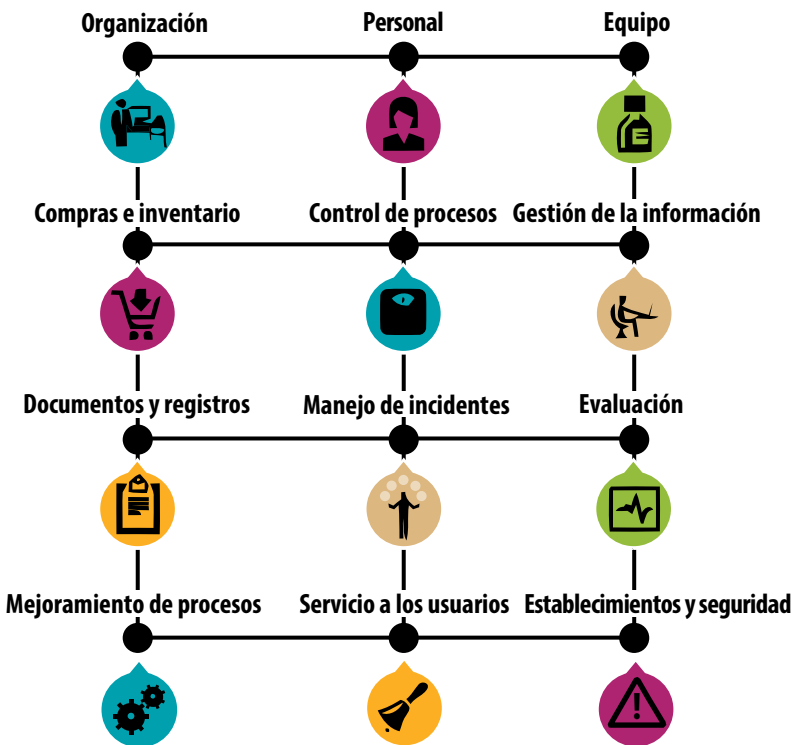 Organización Personal Equipo
Compras e inventario Control de procesos Gestión de la información
Documentos y registros Manejo de incidentes Evaluación
Mejoramiento de procesos Servicio a los usuarios Establecimientos y seguridad